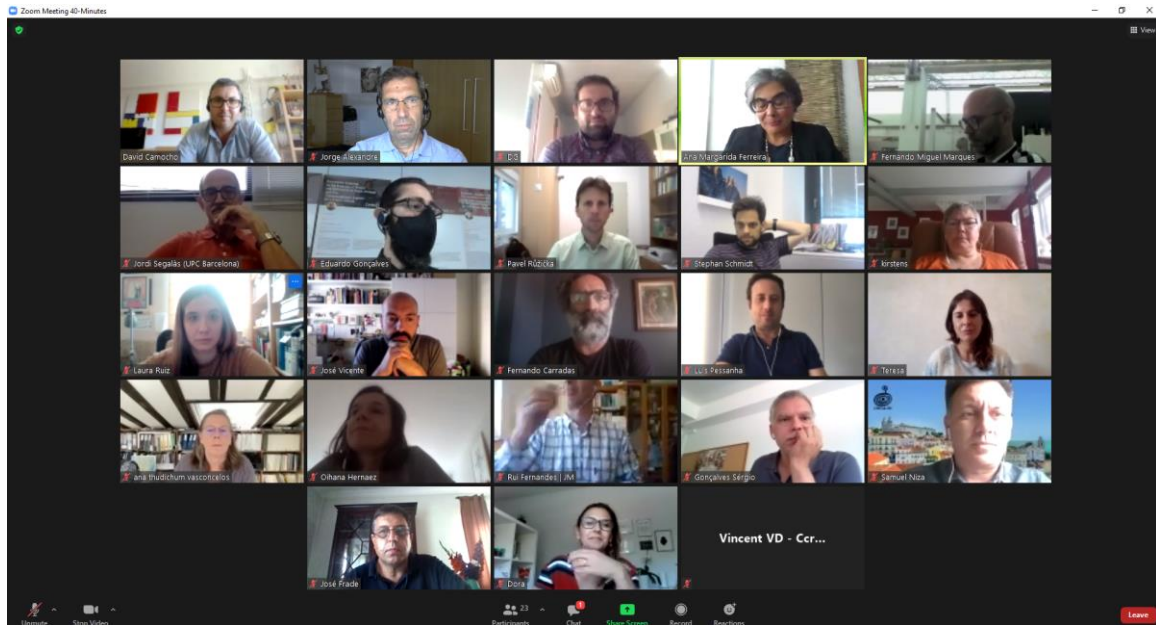 Zoom Meeting 40-Minutes
View
David Camocho
Jorge Alexandre
Ana Margarida Ferreira
Fernando Miguel Marques
Jordi Segalàs (UPC Barcelona)
Eduardo Gonçalves
Pavel Růžička
Stephan Schmidt
kirstens
Laura Ruiz
José Vicente
Fernando Carradas
Luis Pessanha
Teresa
ana thudichum vasconcelos
Oihana Hernaez
Rui Fernandes | JM
Gonçalves Sérgio
Samuel Niza
José Frade
Dora
Vincent VD - Ccr...
Unmute
Stop Video
23
Participants
1
Chat
Share Screen
Record
Reactions
Leave